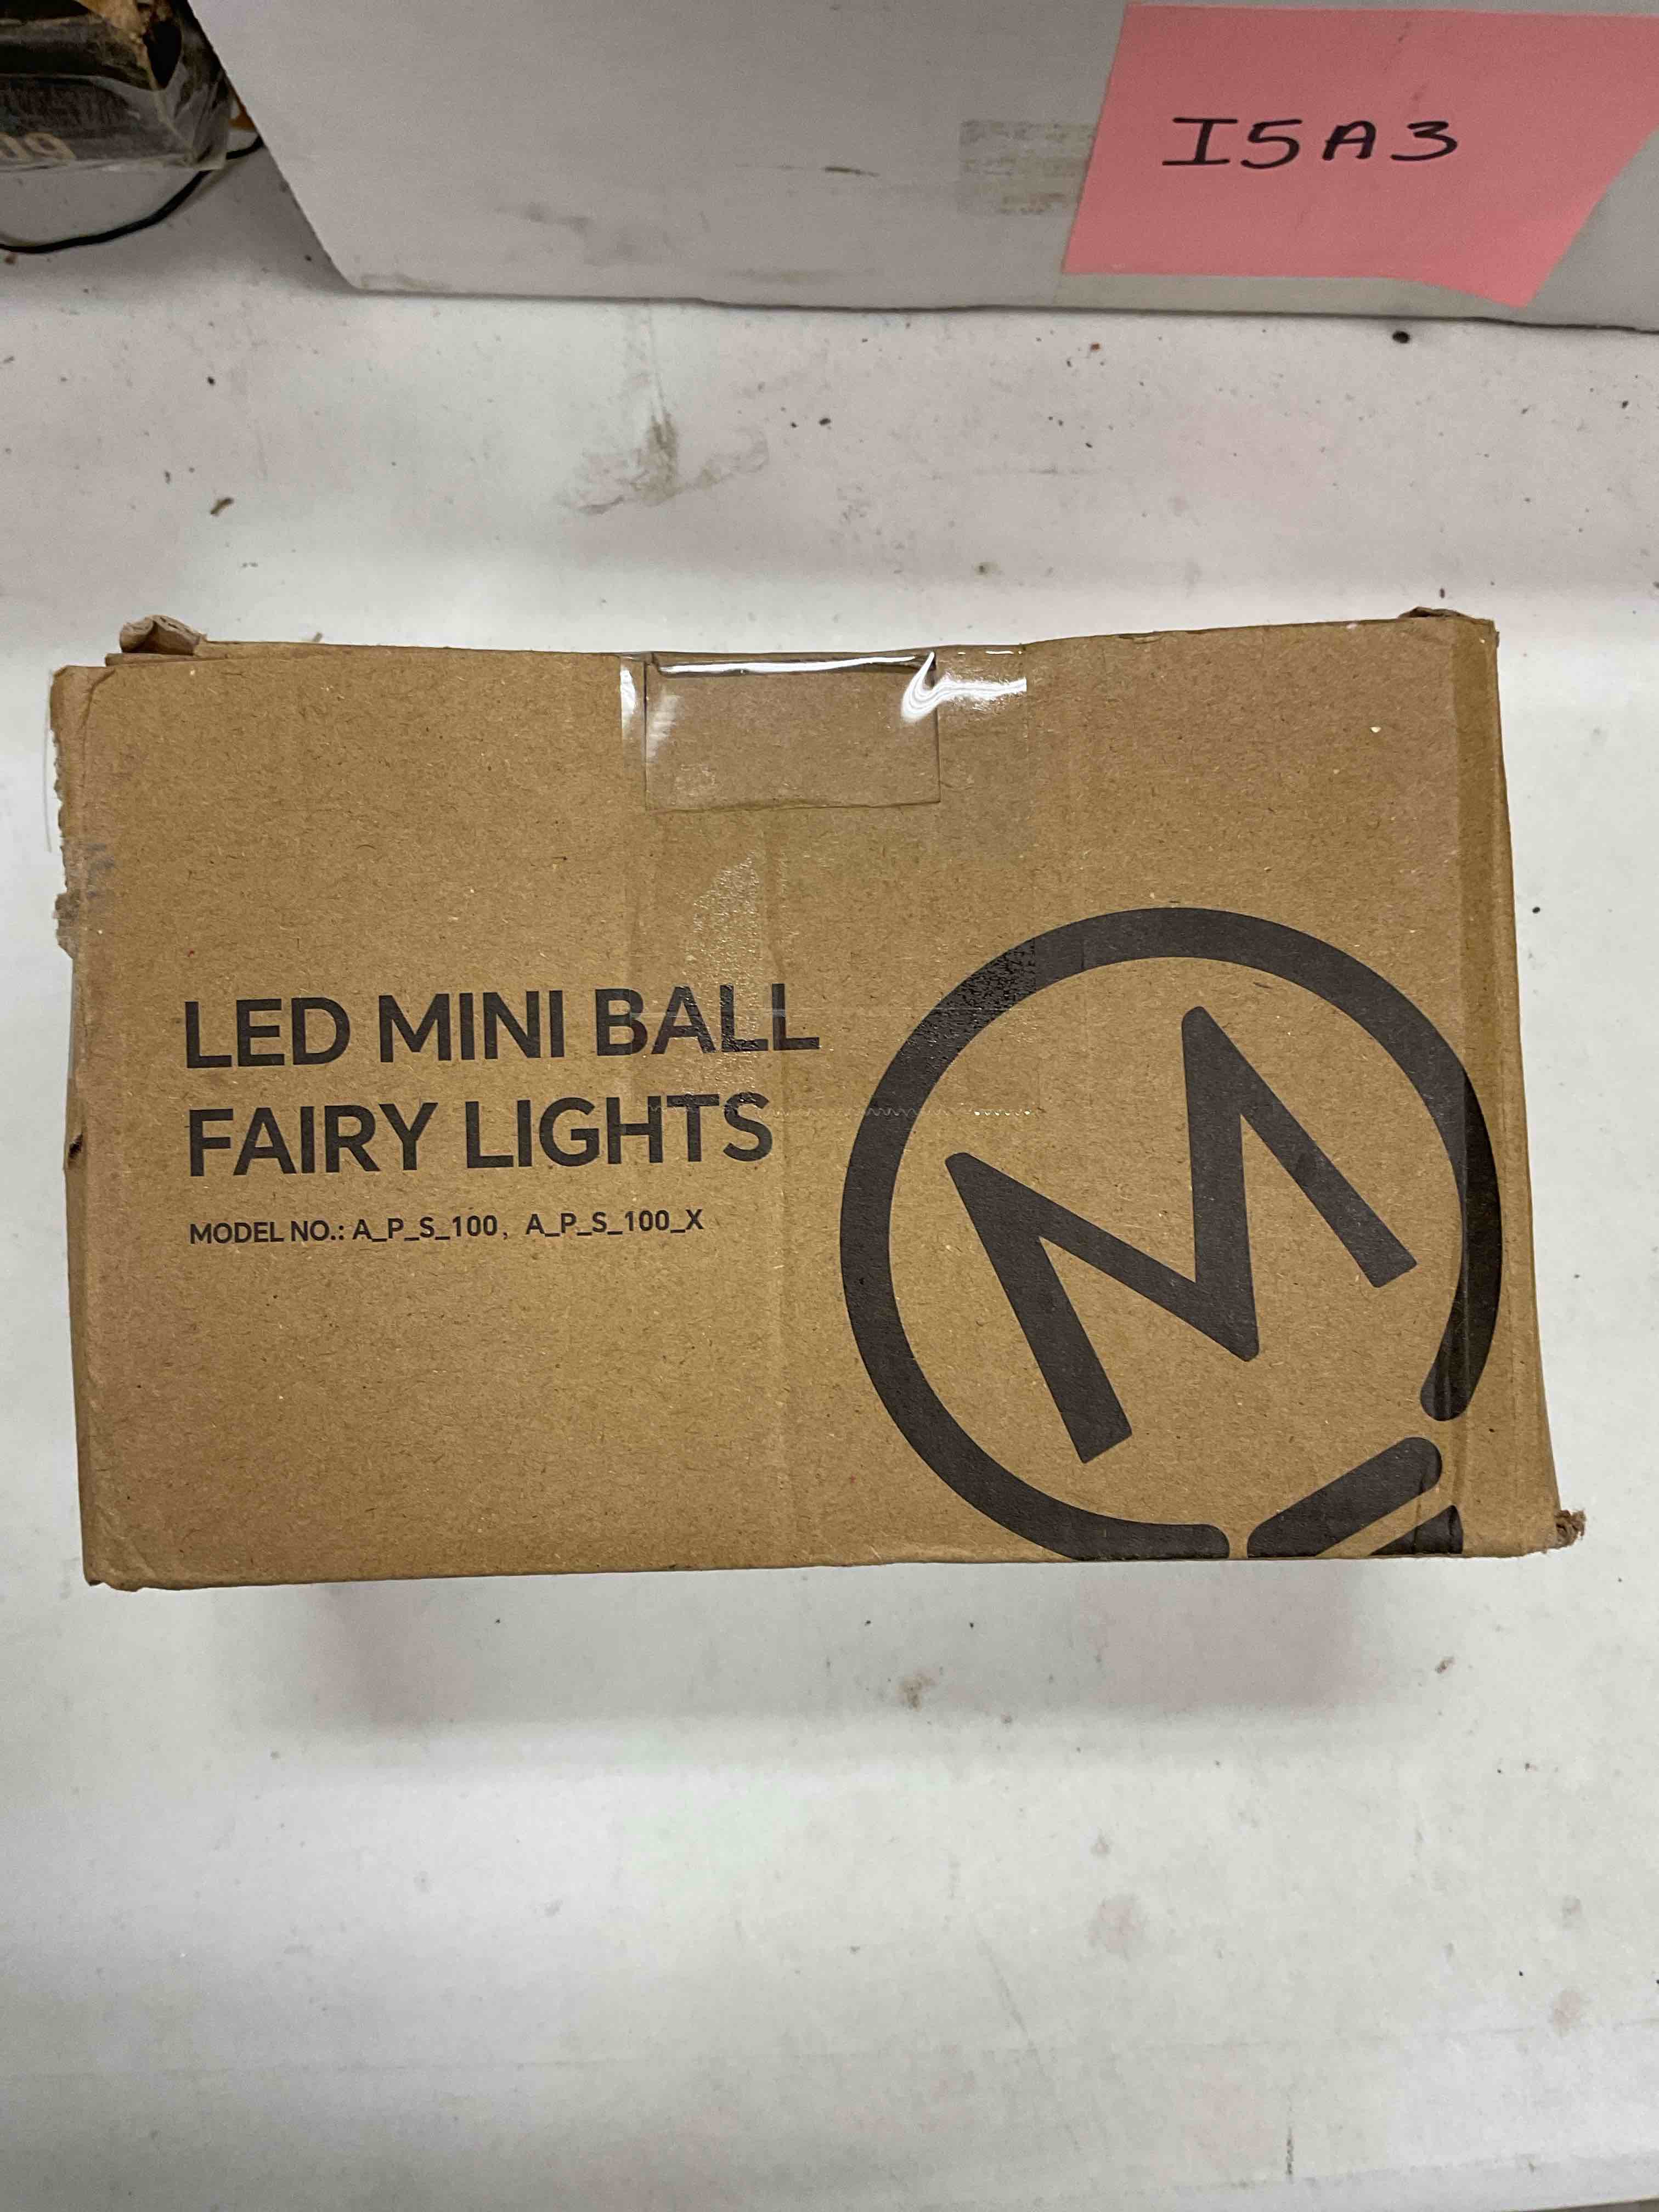 I5A3
LED MINI BALL
FAIRY LIGHTS
MODEL NO.: A_P_S_100, A_P_S_100_X
M